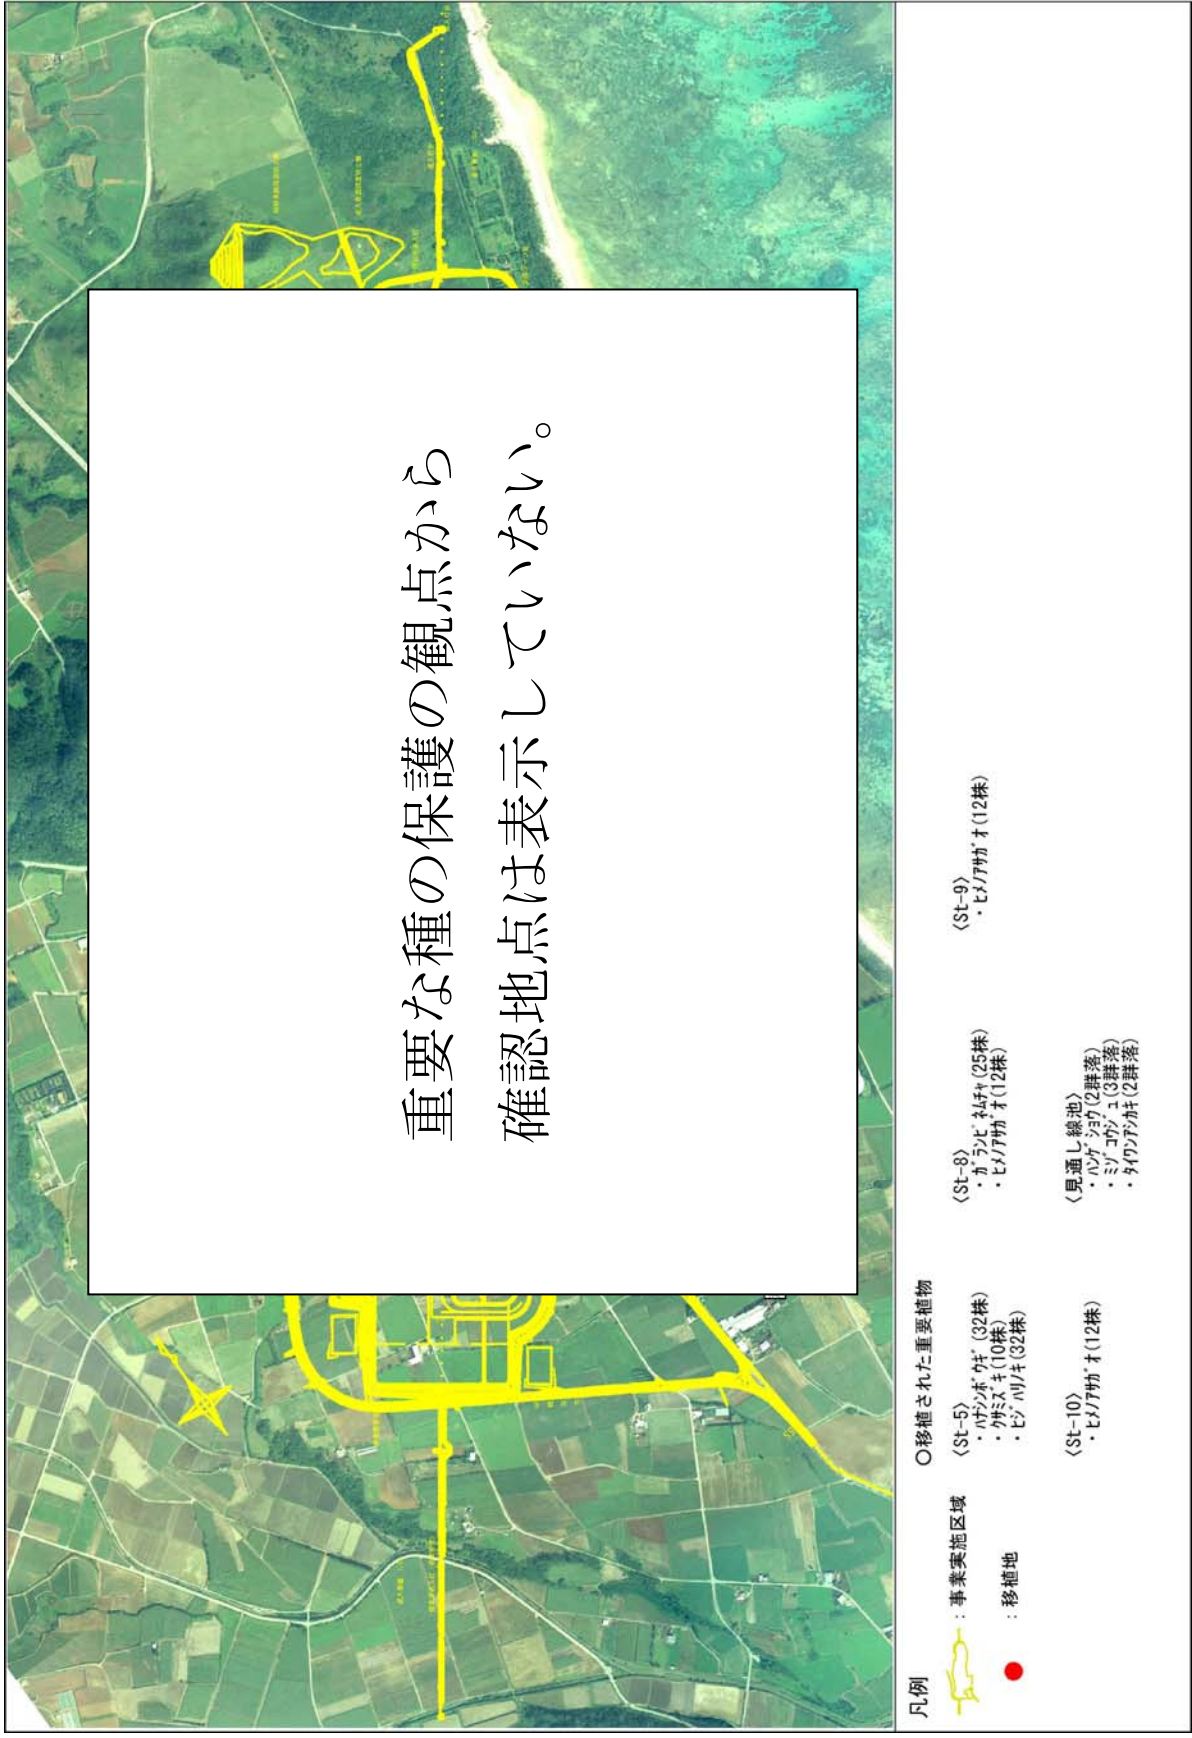 重要な種の保護の観点から
確認地点は表示していない。
凡例
：事業実施区域
：移植地
○移植された重要植物
〈St-5〉
・ハナシンボウギ(32株)
・クサミズキ(10株)
・ヒジハリノキ(32株)
〈St-8〉
・ガランピネムチャ(25株)
・ヒメノアサガオ(12株)
〈St-9〉
・ヒメノアサガオ(12株)
〈St-10〉
・ヒメノアサガオ(12株)
〈見通し線池〉
・ハンゲショウ(2群落)
・ミゾコウジュ(3群落)
・タイワンアシカキ(2群落)